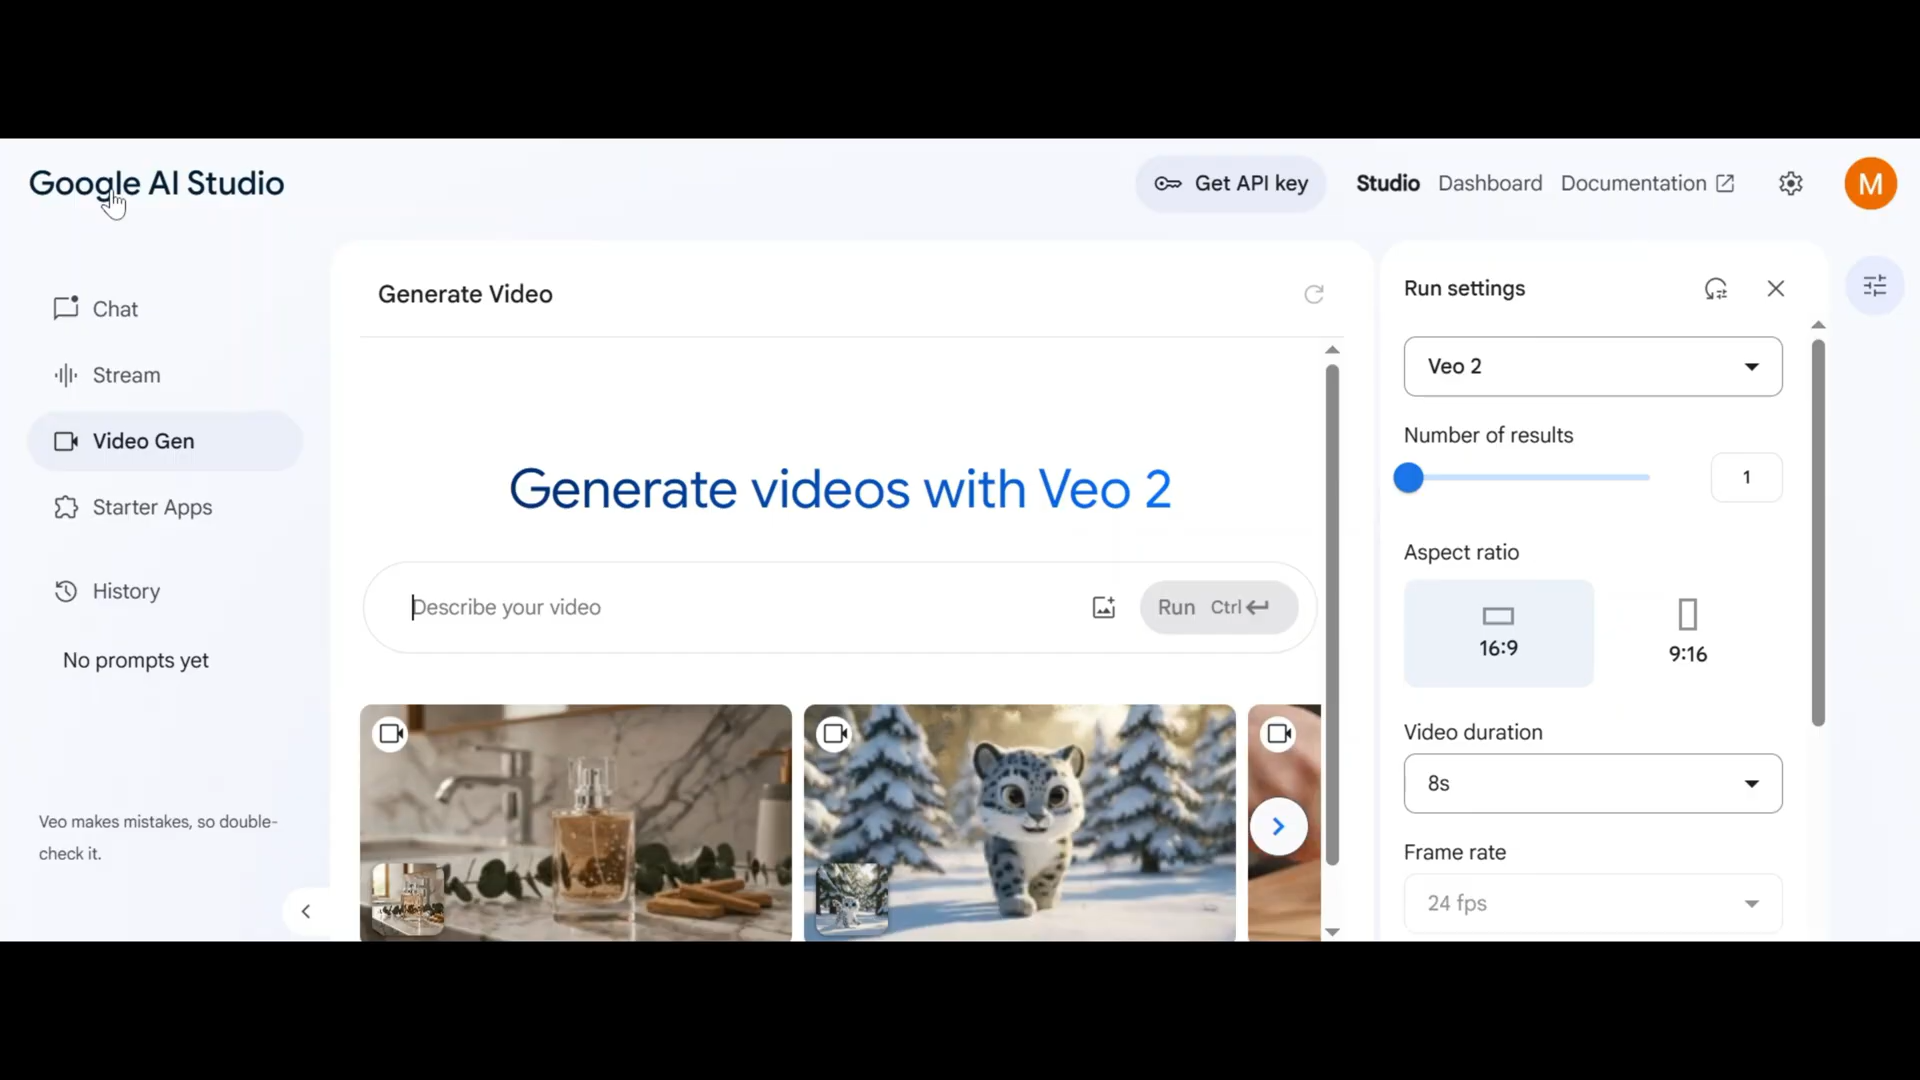 Google AI Studio
Get API key
Studio
Dashboard
Documentation
M
Chat
Stream
Video Gen
Starter Apps
History
No prompts yet
Veo makes mistakes, so double-
check it.
Generate Video
Generate videos with Veo 2
Describe your video
Run Ctrl
Run settings
Veo 2
Number of results
1
Aspect ratio
16:9
9:16
Video duration
8s
Frame rate
24 fps